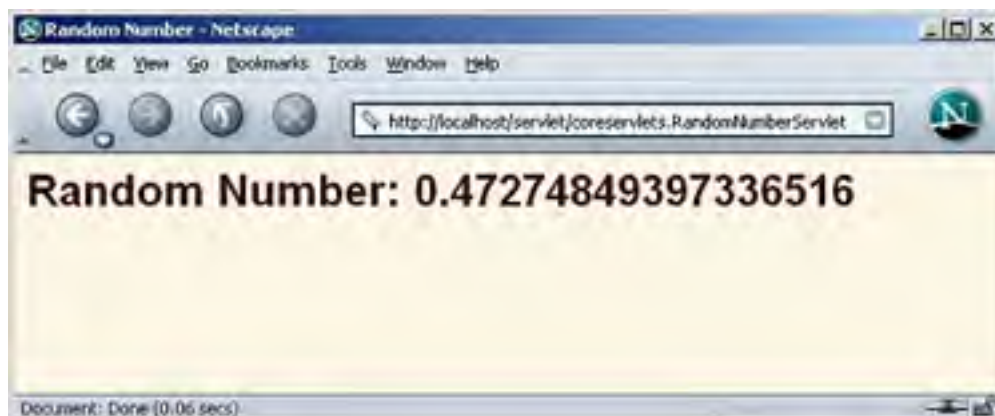 Random Number - Netscape
File Edit View Go Bookmarks Tools Window Help
http://localhost/servlet/coreservlets.RandomNumberServlet
N
Random Number: 0.47274849397336516
Document: Done (0.06 secs)